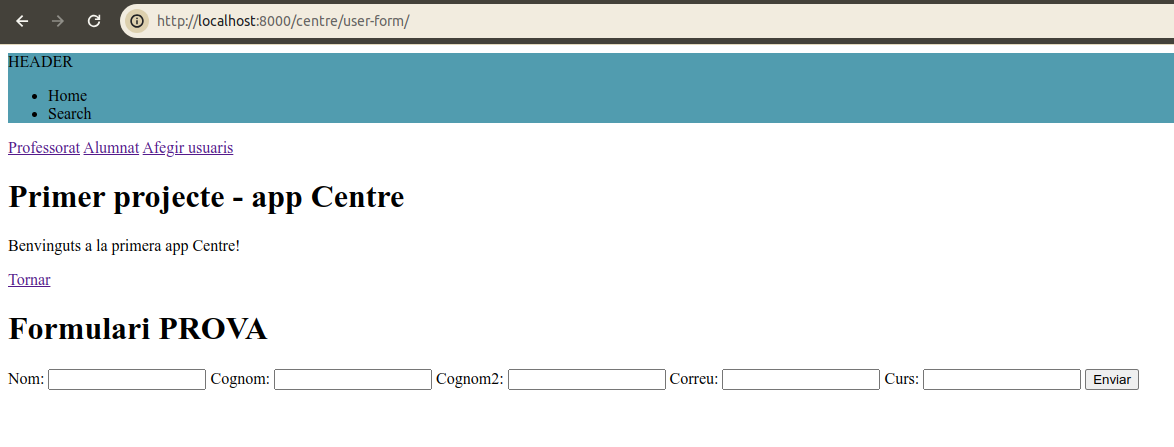 http://localhost:8000/centre/user-form/
HEADER
Home
Search
Professorat Alumnat Afegir usuaris
Primer projecte - app Centre
Benvinguts a la primera app Centre!
Tornar
Formulari PROVA
Nom: Cognom: Cognom2: Correu: Curs: Enviar